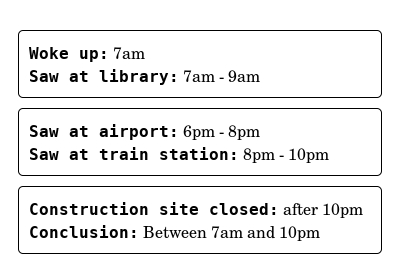 Woke up: 7am
Saw at library: 7am - 9am
Saw at airport: 6pm - 8pm
Saw at train station: 8pm - 10pm
Construction site closed: after 10pm
Conclusion: Between 7am and 10pm